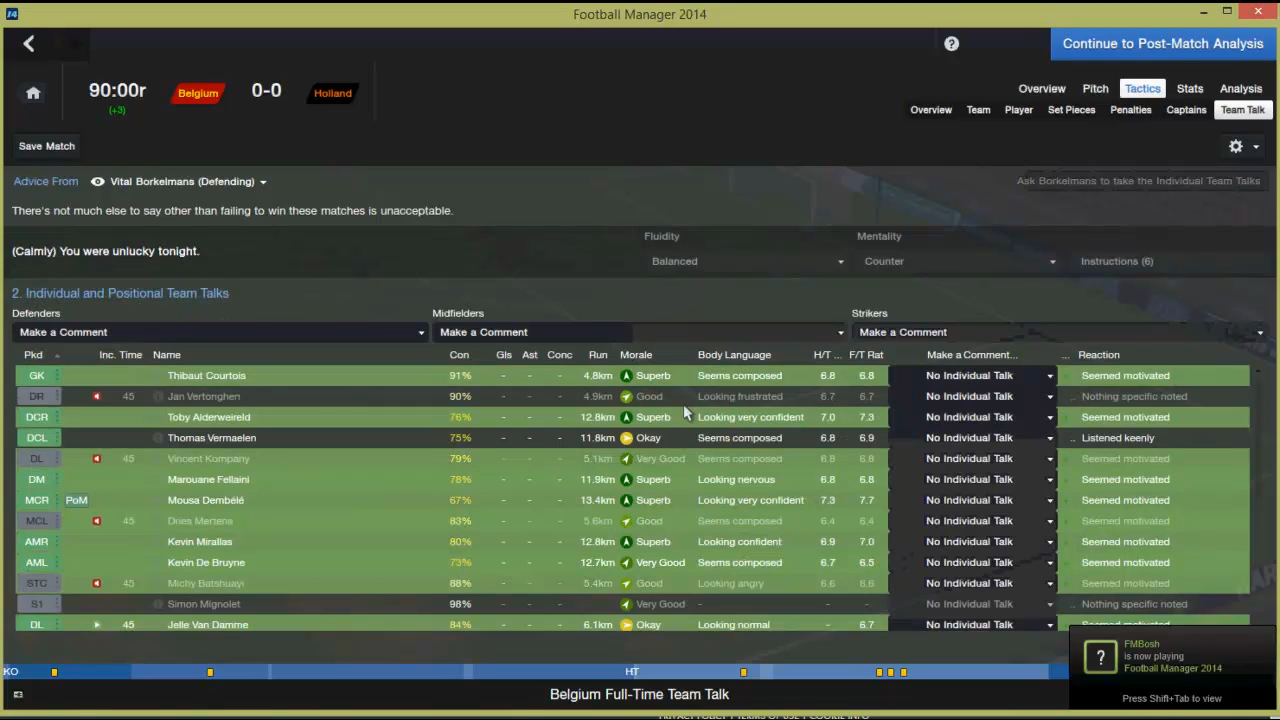 Football Manager 2014
Continue to Post-Match Analysis
90:00r
(+3)
Belgium 0-0 Holland
Overview Pitch Tactics Stats Analysis
Overview Team Player Set Pieces Penalties Captains Team Talk
Save Match
Advice From Vital Borkelmans (Defending)
Ask Borkelmans to take the Individual Team Talks
There's not much else to say other than failing to win these matches is unacceptable.
Fluidity Mentality
(Calmly) You were unlucky tonight.
Balanced Counter Instructions (6)
2. Individual and Positional Team Talks
Defenders Midfielders Strikers
Make a Comment Make a Comment Make a Comment
Pkd Inc. Time Name Con Gls Ast Conc Run Morale Body Language H/T ... F/T Rat Make a Comment... ... Reaction
GK Thibaut Courtois 91% - - - 4.8km Superb Seems composed 6.8 6.8 No Individual Talk Seemed motivated
DR 45 Jan Vertonghen 90% - - - 4.9km Good Looking frustrated 6.7 6.7 No Individual Talk .. Nothing specific noted
DCR Toby Alderweireld 76% - - - 12.8km Superb Looking very confident 7.0 7.3 No Individual Talk Seemed motivated
DCL Thomas Vermaelen 75% - - - 11.8km Okay Seems composed 6.8 6.9 No Individual Talk .. Listened keenly
DL 45 Vincent Kompany 79% - - - 5.1km Very Good Seems composed 6.8 6.8 No Individual Talk Seemed motivated
DM Marouane Fellaini 78% - - - 11.9km Superb Looking nervous 6.8 6.8 No Individual Talk Seemed motivated
MCR PoM Mousa Dembélé 67% - - - 13.4km Superb Looking very confident 7.3 7.7 No Individual Talk Seemed motivated
MCL 45 Dries Mertens 83% - - - 5.6km Good Seems composed 6.4 6.4 No Individual Talk Seemed motivated
AMR Kevin Mirallas 80% - - - 12.8km Superb Looking confident 6.9 7.0 No Individual Talk Seemed motivated
AML Kevin De Bruyne 73% - - - 12.7km Very Good Seems composed 6.7 6.5 No Individual Talk Seemed motivated
STC 45 Michy Batshuayi 88% - - - 5.4km Good Looking angry 6.6 6.6 No Individual Talk Seemed motivated
S1 Simon Mignolet 98% - - - Very Good - - - No Individual Talk .. Nothing specific noted
DL 45 Jelle Van Damme 84% - - - 6.1km Okay Looking normal - 6.7 No Individual Talk
FMBosh
is now playing
Football Manager 2014
Press Shift+Tab to view
KO HT
Belgium Full-Time Team Talk